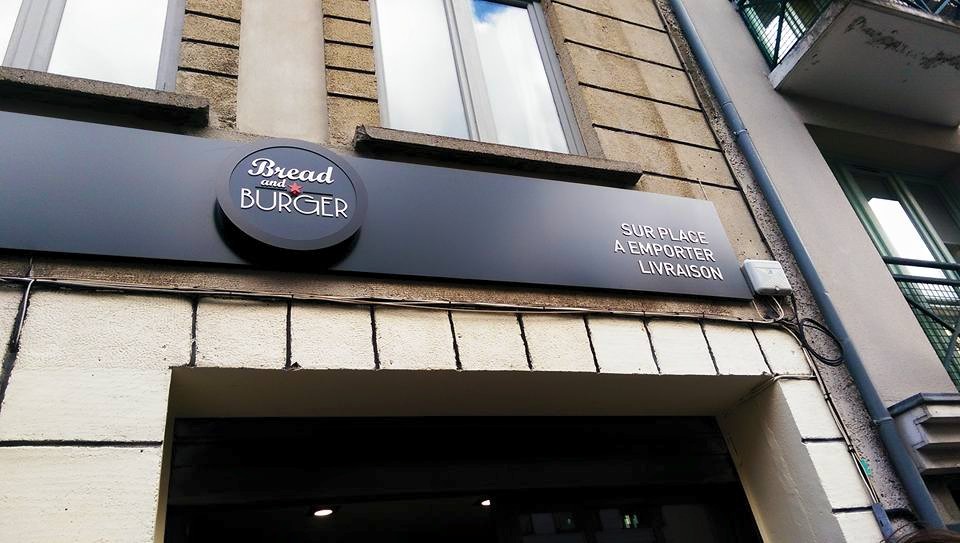 Bread
and
BURGER
SUR PLACE
A EMPORTER
LIVRAISON